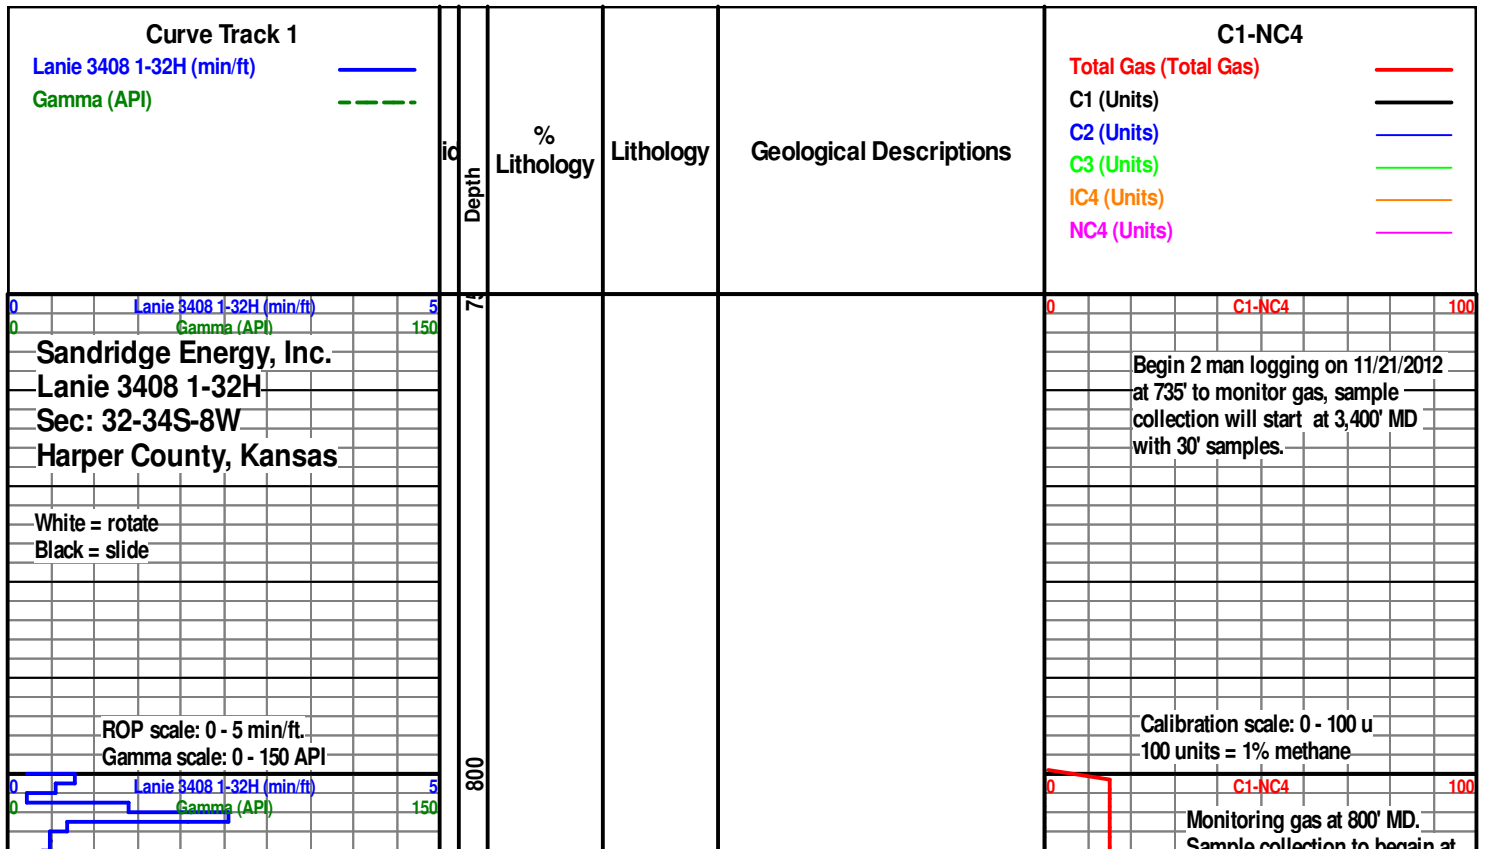 Curve Track 1
Lanie 3408 1-32H (min/ft)
Gamma (API)
id
Depth
%
Lithology
Lithology
Geological Descriptions
C1-NC4
Total Gas (Total Gas)
C1 (Units)
C2 (Units)
C3 (Units)
IC4 (Units)
NC4 (Units)
0 Lanie 3408 1-32H (min/ft) 5
0 Gamma (API) 150
Sandridge Energy, Inc.
Lanie 3408 1-32H
Sec: 32-34S-8W
Harper County, Kansas
White = rotate
Black = slide
ROP scale: 0 - 5 min/ft.
Gamma scale: 0 - 150 API
0 Lanie 3408 1-32H (min/ft) 5
0 Gamma (API) 150
800
0 C1-NC4 100
Begin 2 man logging on 11/21/2012
at 735' to monitor gas, sample
collection will start at 3,400' MD
with 30' samples.
Calibration scale: 0 - 100 u
100 units = 1% methane
0 C1-NC4 100
Monitoring gas at 800' MD.
Sample collection to begain at